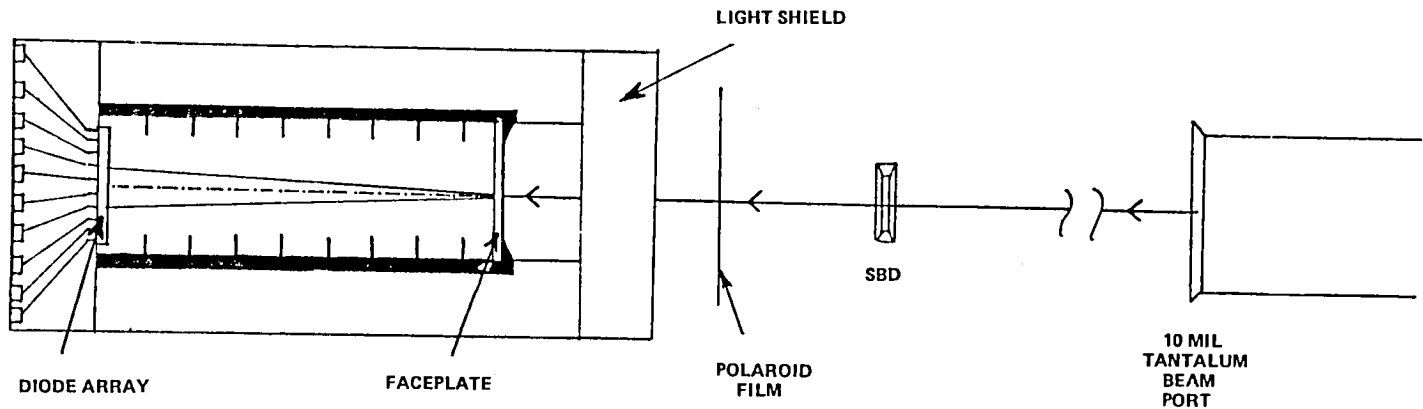 LIGHT SHIELD
SBD
DIODE ARRAY
FACEPLATE
POLAROID
FILM
10 MIL
TANTALUM
BEAM
PORT